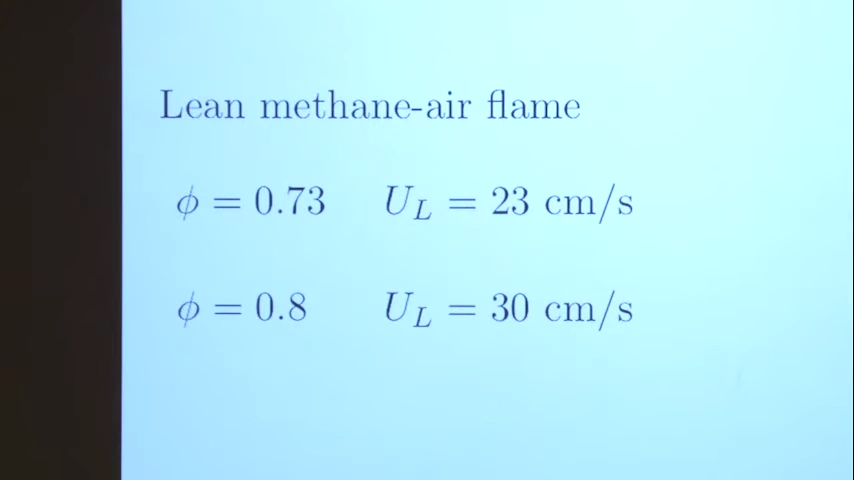 Lean methane-air flame
ϕ = 0.73 U_L = 23 cm/s
ϕ = 0.8 U_L = 30 cm/s